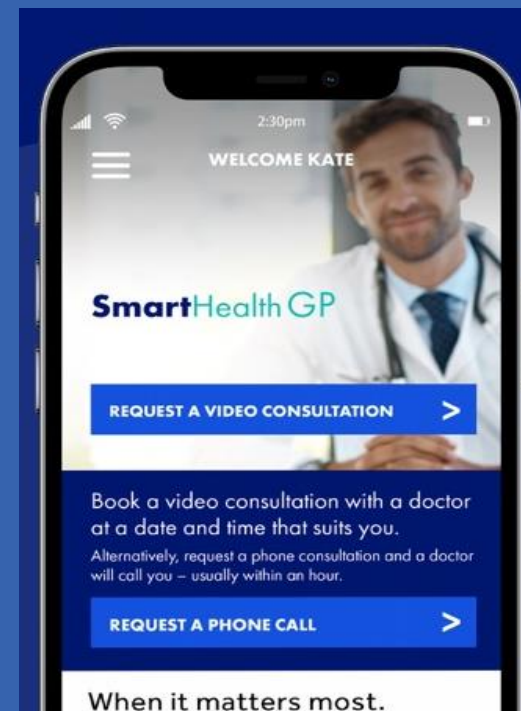 2:30pm
WELCOME KATE
SmartHealth GP
REQUEST A VIDEO CONSULTATION >
Book a video consultation with a doctor
at a date and time that suits you.
Alternatively, request a phone consultation and a doctor
will call you – usually within an hour.
REQUEST A PHONE CALL >
When it matters most.